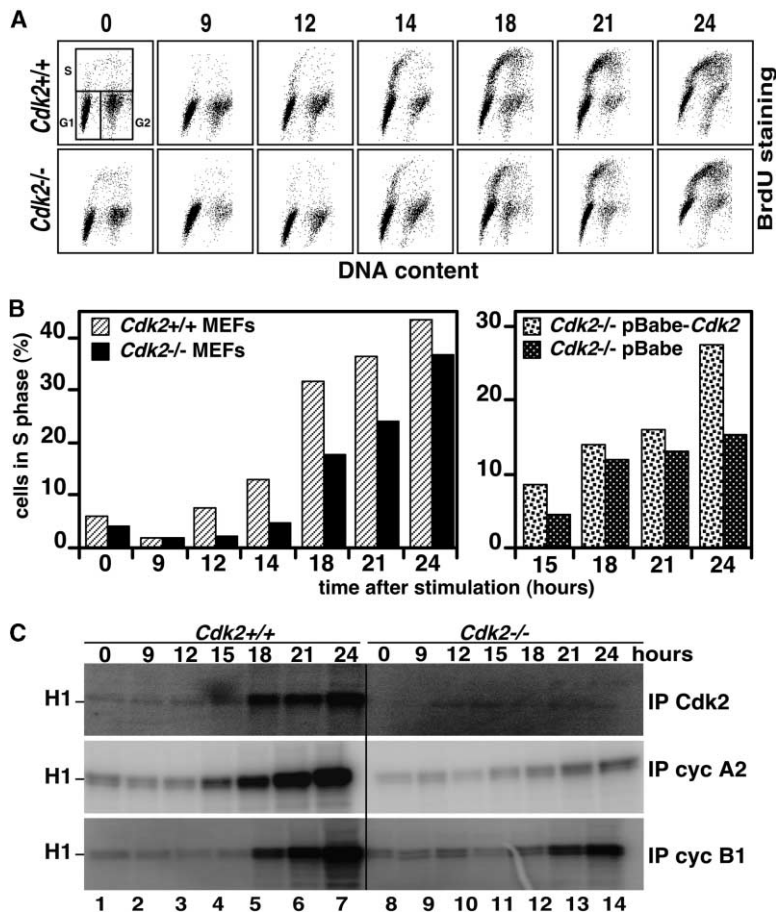 A
0 9 12 14 18 21 24
Cdk2+/+
S
G1
G2
Cdk2-/-
BrdU staining
DNA content
B
cells in S phase (%)
40
30
20
10
0
Cdk2+/+ MEFs
Cdk2-/- MEFs
0 9 12 14 18 21 24
30
20
10
0
Cdk2-/- pBabe-Cdk2
Cdk2-/- pBabe
15 18 21 24
time after stimulation (hours)
C
Cdk2+/+ Cdk2-/-
0 9 12 15 18 21 24 0 9 12 15 18 21 24 hours
H1 IP Cdk2
H1 IP cyc A2
H1 IP cyc B1
1 2 3 4 5 6 7 8 9 10 11 12 13 14